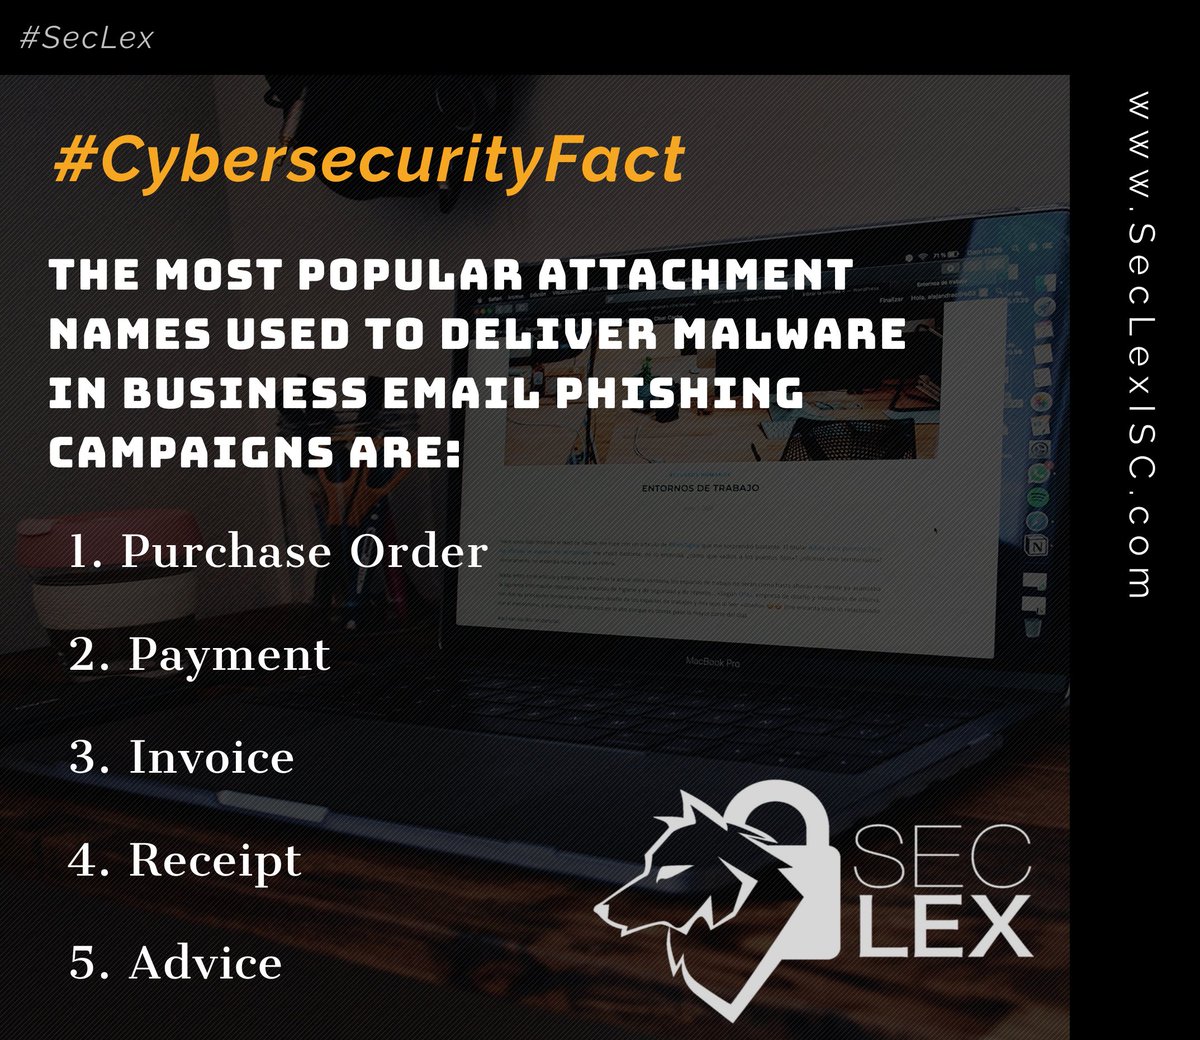 #SecLex
#CybersecurityFact
THE MOST POPULAR ATTACHMENT
NAMES USED TO DELIVER MALWARE
IN BUSINESS EMAIL PHISHING
CAMPAIGNS ARE:
1. Purchase Order
2. Payment
3. Invoice
4. Receipt
5. Advice
www.SecLexISC.com
ENTORNOS DE TRABAJO
MacBook Pro
SEC
LEX